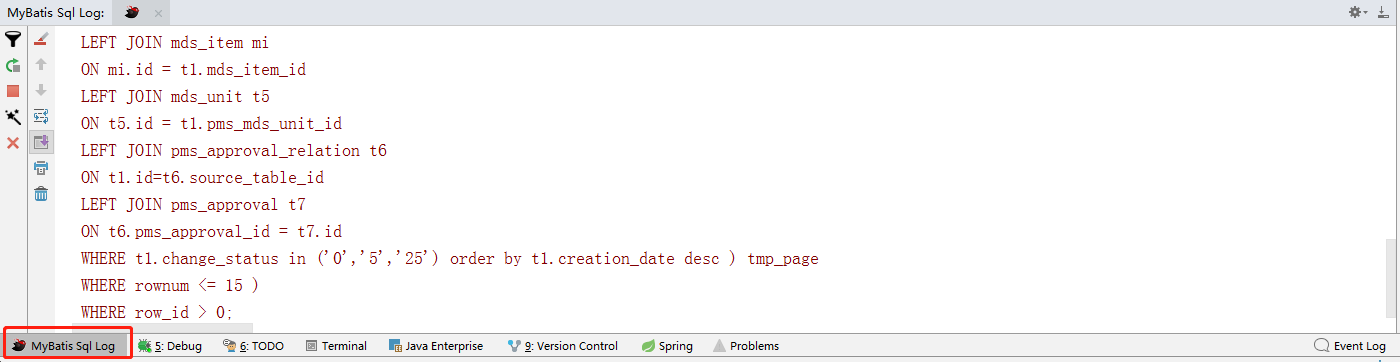 MyBatis Sql Log:
LEFT JOIN mds_item mi
ON mi.id = t1.mds_item_id
LEFT JOIN mds_unit t5
ON t5.id = t1.pms_mds_unit_id
LEFT JOIN pms_approval_relation t6
ON t1.id=t6.source_table_id
LEFT JOIN pms_approval t7
ON t6.pms_approval_id = t7.id
WHERE t1.change_status in ('0','5','25') order by t1.creation_date desc ) tmp_page
WHERE rownum <= 15 )
WHERE row_id > 0;
MyBatis Sql Log 5: Debug 6: TODO Terminal Java Enterprise 9: Version Control Spring Problems Event Log